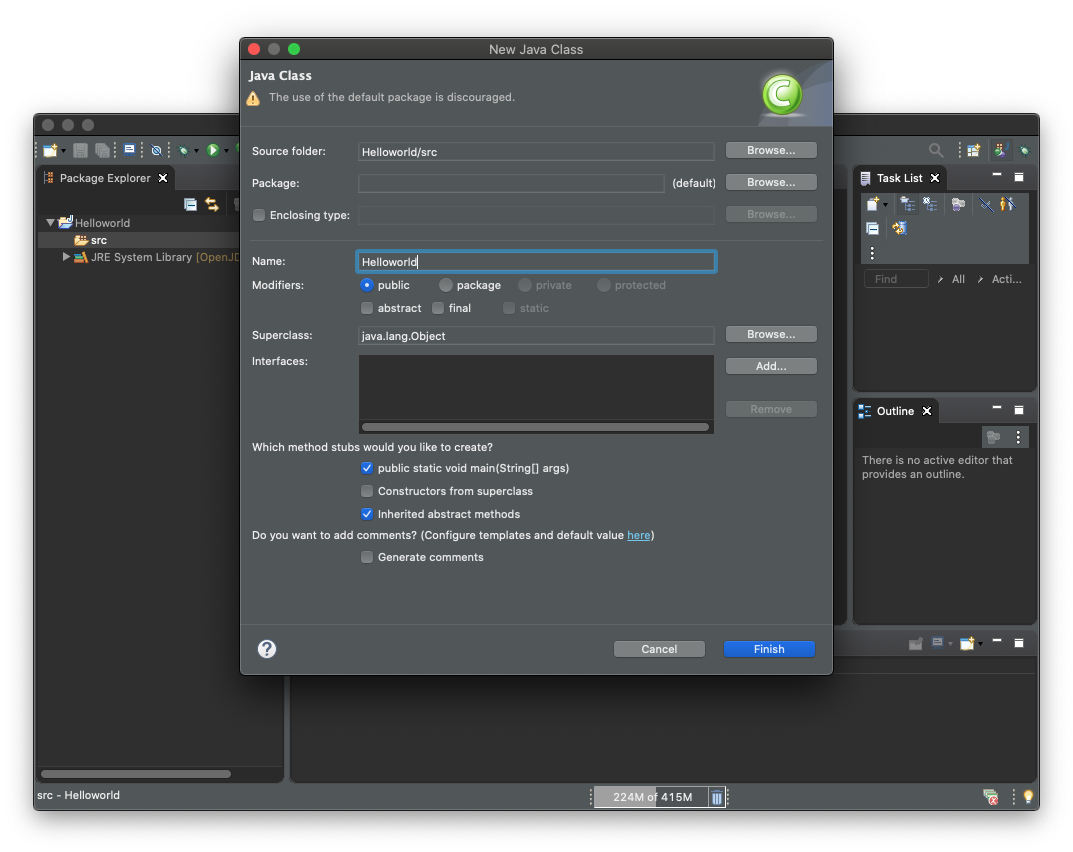 New Java Class
Java Class
The use of the default package is discouraged.
Source folder: Helloworld/src Browse...
Package: (default) Browse...
Enclosing type: Browse...
Name: Helloworld
Modifiers: public package private protected
abstract final static
Superclass: java.lang.Object Browse...
Interfaces: Add...
Remove
Which method stubs would you like to create?
public static void main(String[] args)
Constructors from superclass
Inherited abstract methods
Do you want to add comments? (Configure templates and default value here)
Generate comments
? Cancel Finish
Package Explorer
Helloworld
src
JRE System Library [OpenJD
Task List
Find All Acti...
Outline
There is no active editor that
provides an outline.
src - Helloworld
224M of 415M